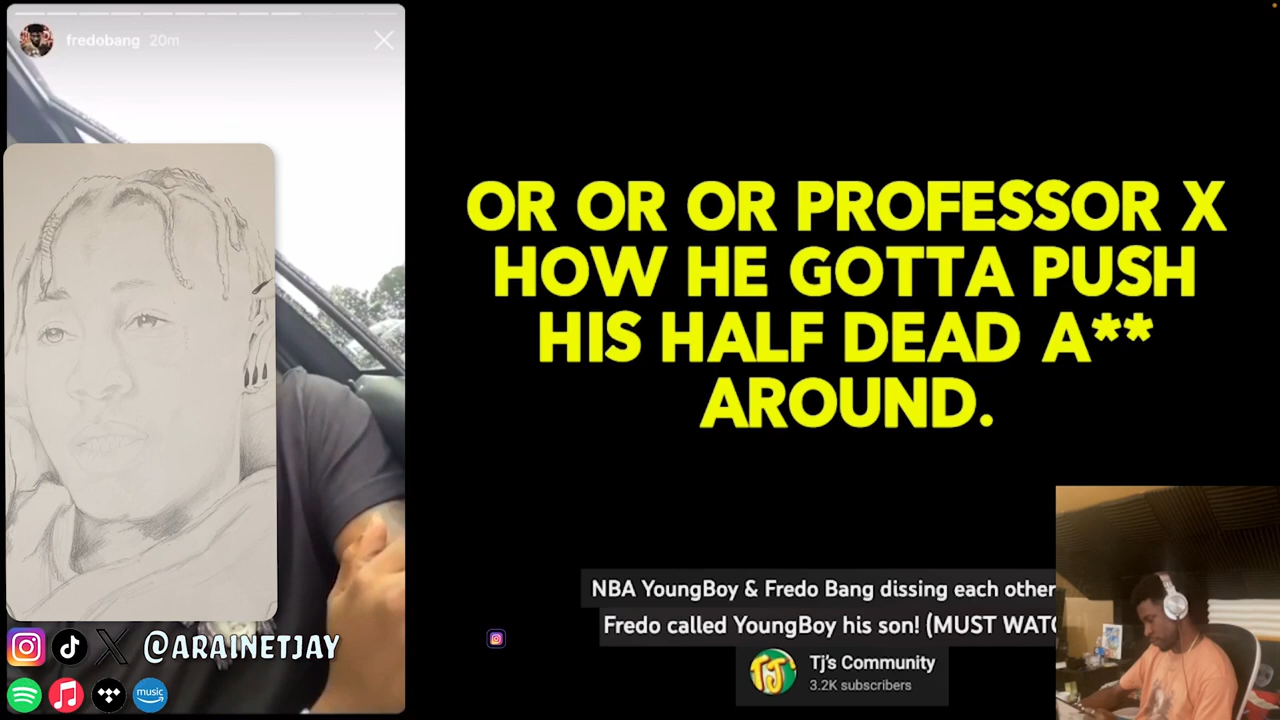 fredobang 20m
OR OR OR PROFESSOR X
HOW HE GOTTA PUSH
HIS HALF DEAD A**
AROUND.
NBA YoungBoy & Fredo Bang dissing each other
Fredo called YoungBoy his son! (MUST WATC
TJ
Tj's Community
3.2K subscribers
@ARAINETJAY
music